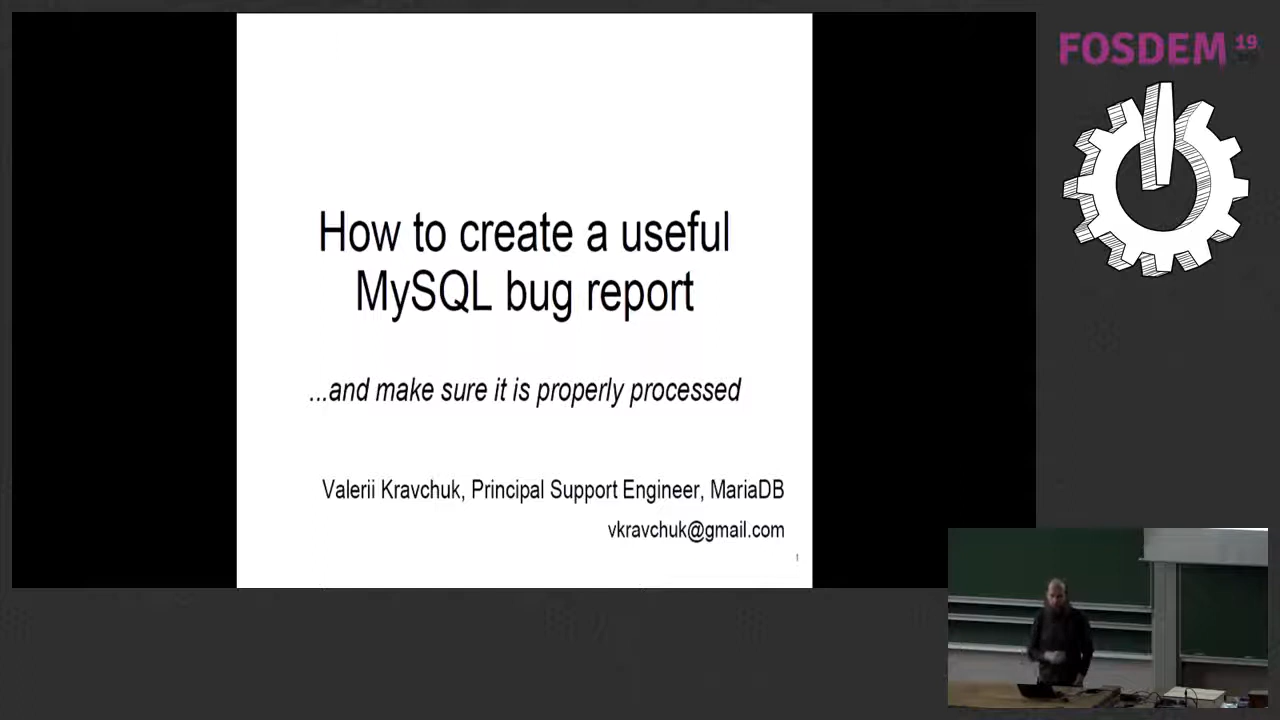 FOSDEM 19
How to create a useful
MySQL bug report
...and make sure it is properly processed
Valerii Kravchuk, Principal Support Engineer, MariaDB
vkravchuk@gmail.com